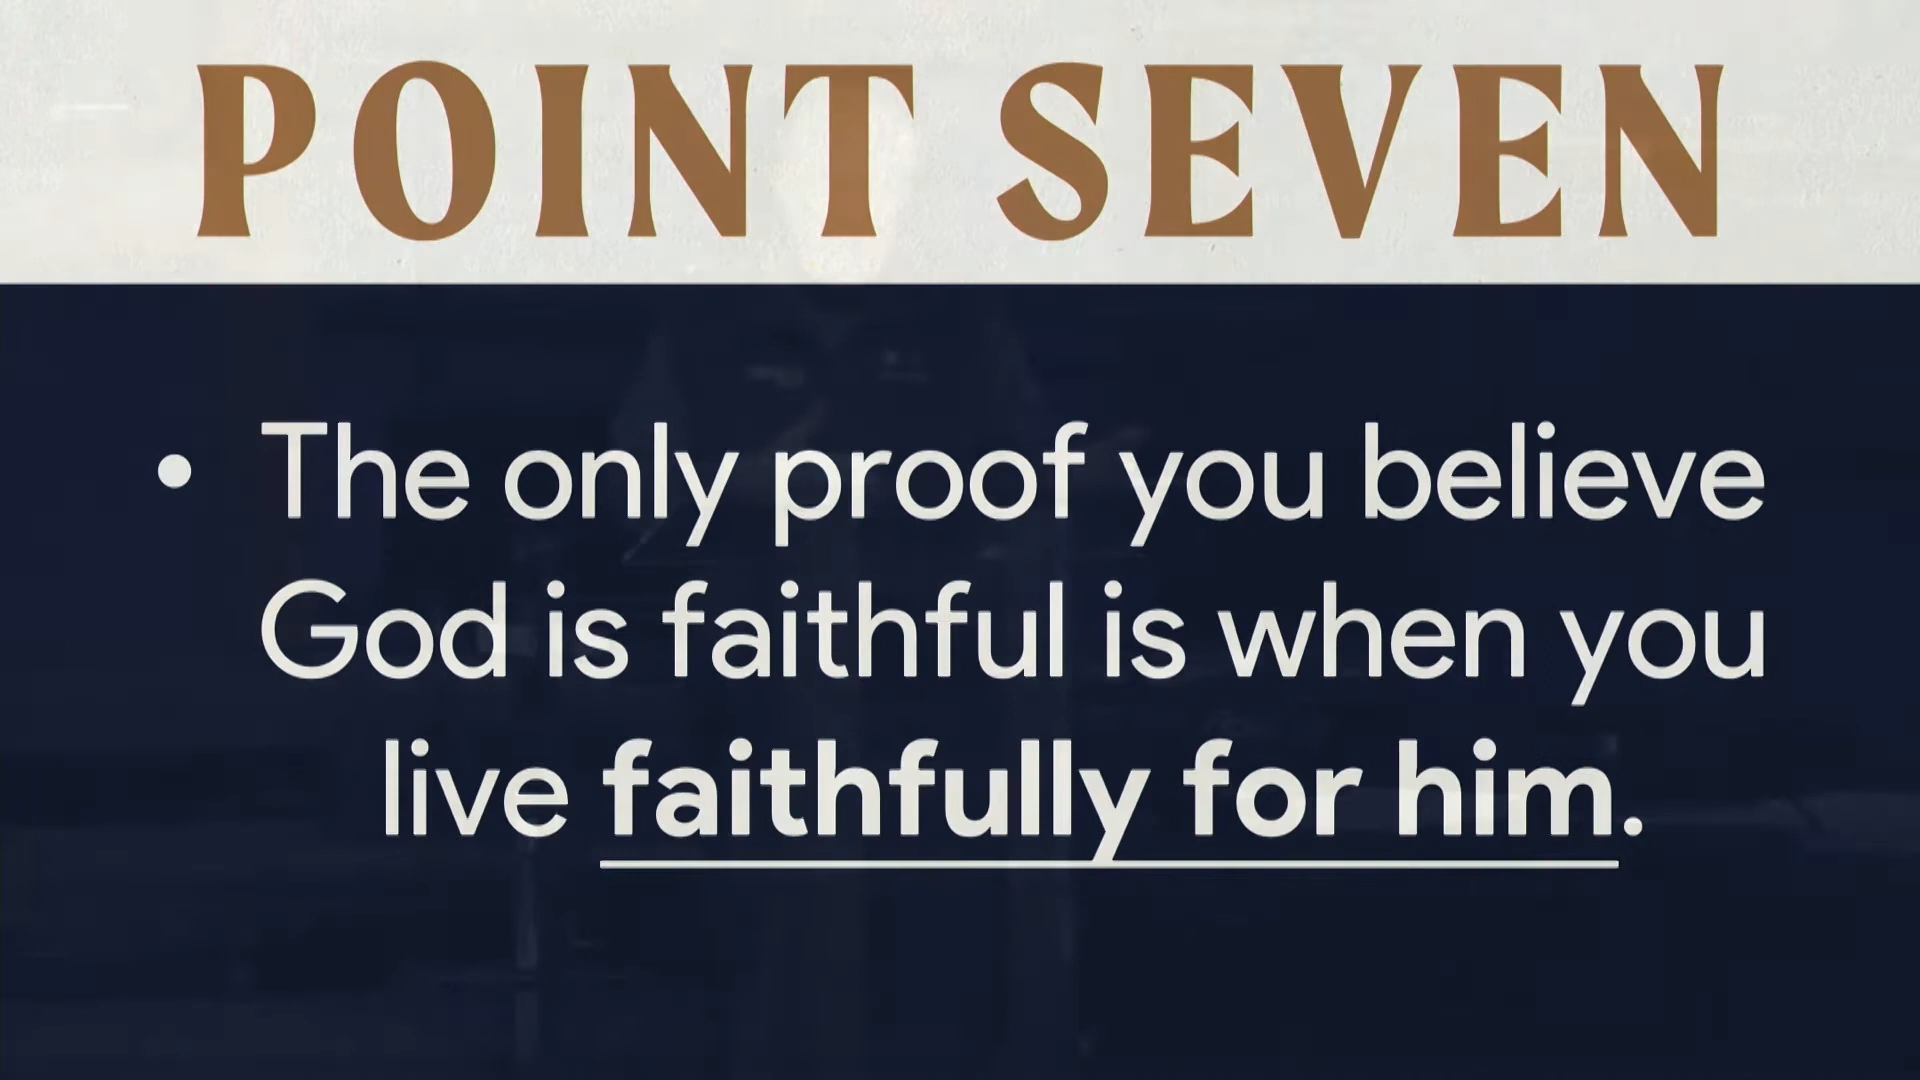 POINT SEVEN
• The only proof you believe
God is faithful is when you
live faithfully for him.